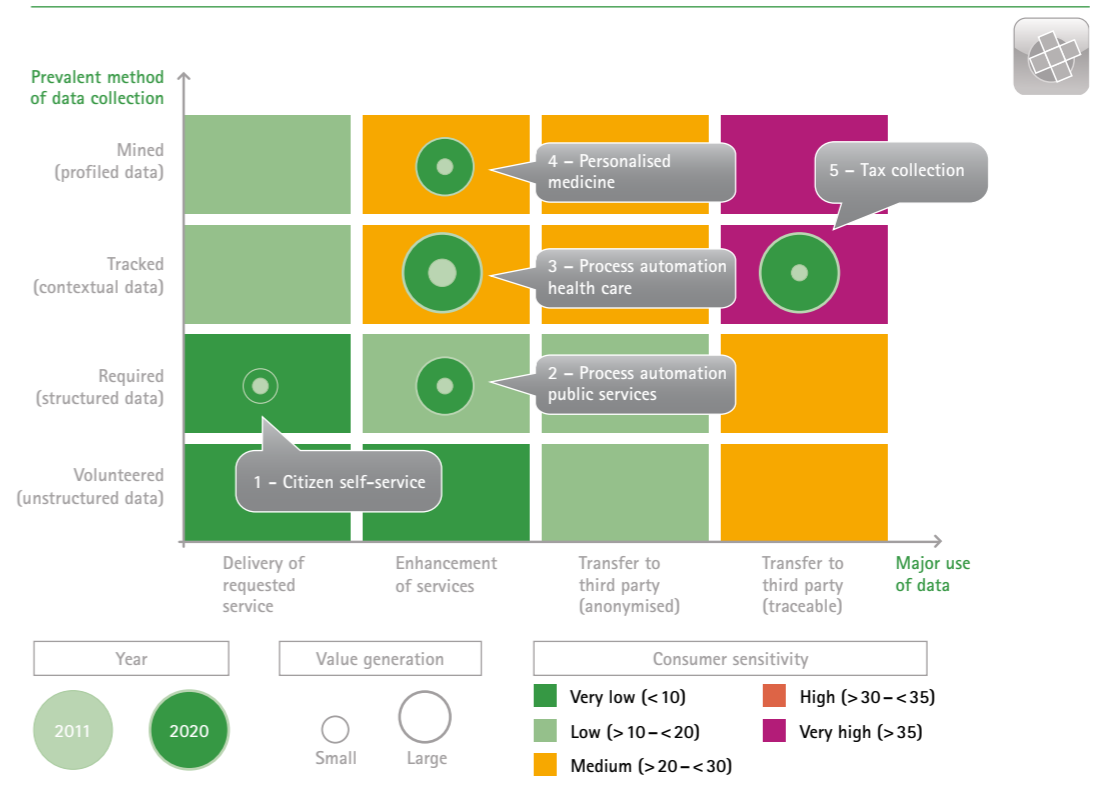 Prevalent method
of data collection
Mined
(profiled data)
4 – Personalised
medicine
5 – Tax collection
Tracked
(contextual data)
3 – Process automation
health care
Required
(structured data)
2 – Process automation
public services
Volunteered
(unstructured data)
1 – Citizen self-service
Delivery of
requested
service
Enhancement
of services
Transfer to
third party
(anonymised)
Transfer to
third party
(traceable)
Major use
of data
Year
2011
2020
Value generation
Small
Large
Consumer sensitivity
Very low (<10)
Low (>10–<20)
Medium (>20–<30)
High (>30–<35)
Very high (>35)